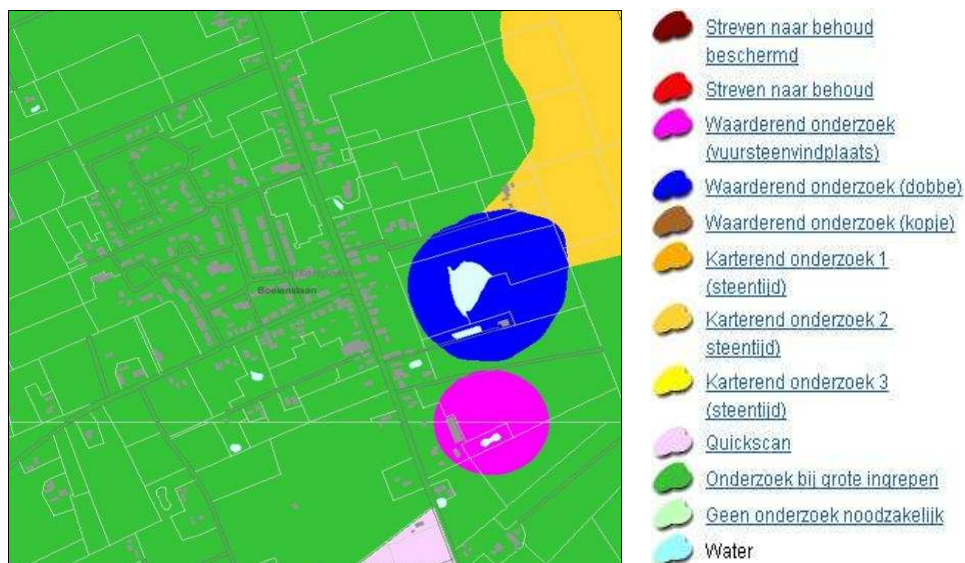 Boelenslaan
Streven naar behoud
beschermd
Streven naar behoud
Waarderend onderzoek
(vuursteenvindplaats)
Waarderend onderzoek (dobbe)
Waarderend onderzoek (kopje)
Karterend onderzoek 1
(steentijd)
Karterend onderzoek 2
steentijd)
Karterend onderzoek 3
(steentijd)
Quickscan
Onderzoek bij grote ingrepen
Geen onderzoek noodzakelijk
Water